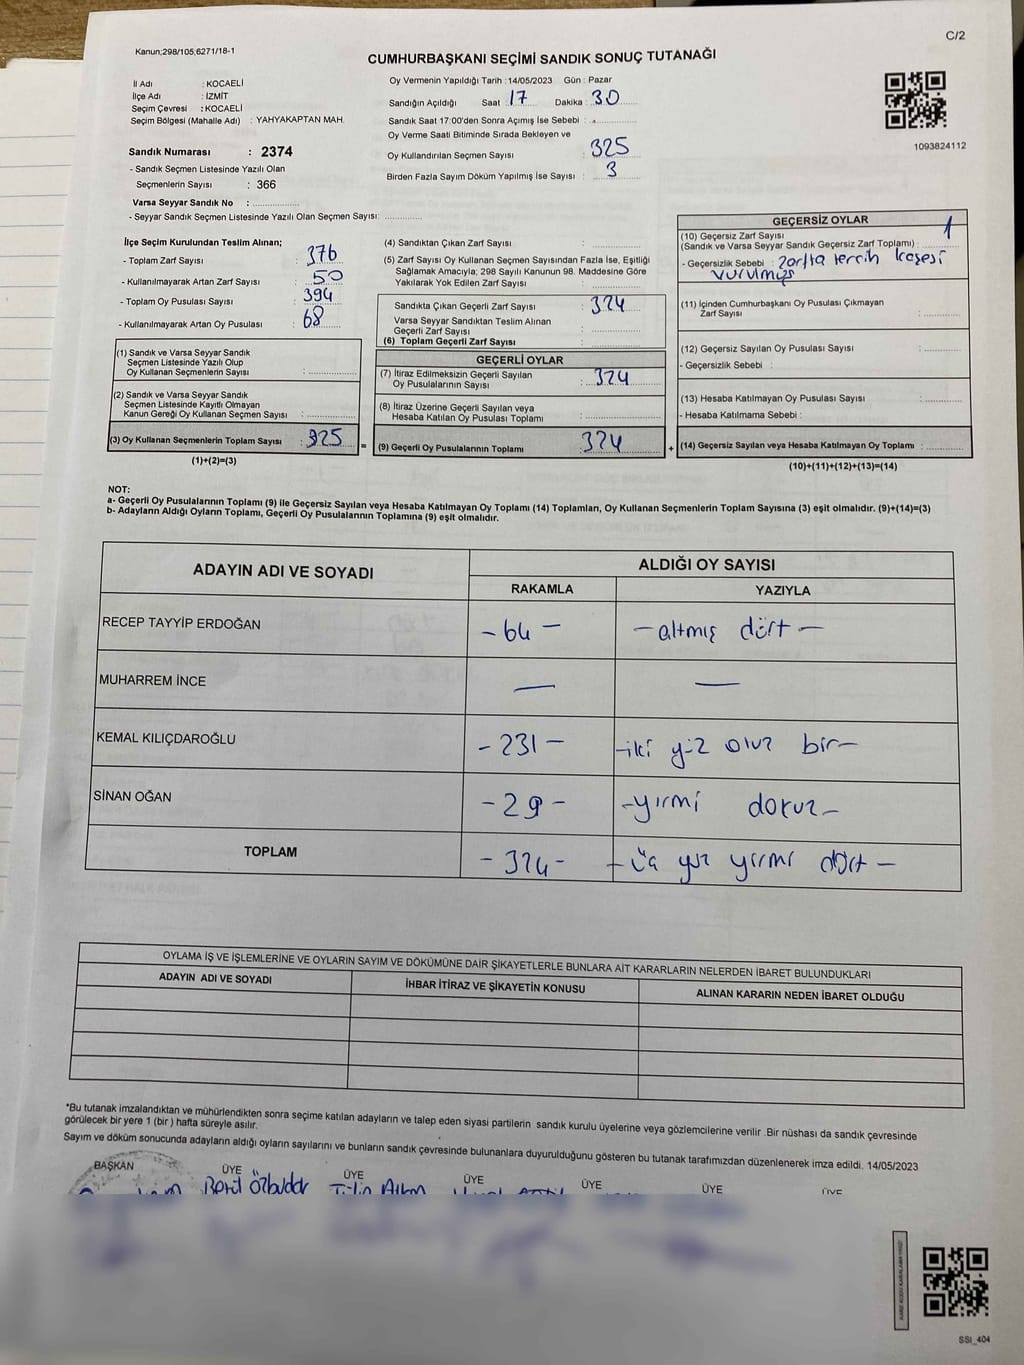 C/2
Kanun;298/105,6271/18-1
CUMHURBAŞKANI SEÇİMİ SANDIK SONUÇ TUTANAĞI
İl Adı : KOCAELİ
İlçe Adı : İZMİT
Seçim Çevresi : KOCAELİ
Seçim Bölgesi (Mahalle Adı) : YAHYAKAPTAN MAH.
Sandık Numarası : 2374
- Sandık Seçmen Listesinde Yazılı Olan
Seçmenlerin Sayısı : 366
Varsa Seyyar Sandık No :
- Seyyar Sandık Seçmen Listesinde Yazılı Olan Seçmen Sayısı:
Oy Vermenin Yapıldığı Tarih : 14/05/2023 Gün : Pazar
Sandığın Açıldığı Saat : 17 Dakika : 30
Sandık Saat 17:00'den Sonra Açımış İse Sebebi :
Oy Verme Saati Bitiminde Sırada Bekleyen ve
Oy Kullandırılan Seçmen Sayısı : 325
Birden Fazla Sayım Döküm Yapılmış İse Sayısı : 3
1093824112
İlçe Seçim Kurulundan Teslim Alınan;
- Toplam Zarf Sayısı : 376
- Kullanılmayarak Artan Zarf Sayısı : 50
- Toplam Oy Pusulası Sayısı : 394
- Kullanılmayarak Artan Oy Pusulası : 68
(1) Sandık ve Varsa Seyyar Sandık
Seçmen Listesinde Yazılı Olup
Oy Kullanan Seçmenlerin Sayısı :
(2) Sandık ve Varsa Seyyar Sandık
Seçmen Listesinde Kayıtlı Olmayan
Kanun Gereği Oy Kullanan Seçmen Sayısı :
(3) Oy Kullanan Seçmenlerin Toplam Sayısı : 325
(1)+(2)=(3)
(4) Sandıktan Çıkan Zarf Sayısı :
(5) Zarf Sayısı Oy Kullanan Seçmen Sayısından Fazla İse, Eşitliği
Sağlamak Amacıyla; 298 Sayılı Kanunun 98. Maddesine Göre
Yakılarak Yok Edilen Zarf Sayısı :
Sandıkta Çıkan Geçerli Zarf Sayısı : 324
Varsa Seyyar Sandıktan Teslim Alınan
Geçerli Zarf Sayısı :
(6) Toplam Geçerli Zarf Sayısı :
GEÇERLİ OYLAR
(7) İtiraz Edilmeksizin Geçerli Sayılan
Oy Pusulalarının Sayısı : 324
(8) İtiraz Üzerine Geçerli Sayılan veya
Hesaba Katılan Oy Pusulası Toplamı :
= (9) Geçerli Oy Pusulalarının Toplamı : 324
GEÇERSİZ OYLAR
(10) Geçersiz Zarf Sayısı
(Sandık ve Varsa Seyyar Sandık Geçersiz Zarf Toplamı) : 1
- Geçersizlik Sebebi : Zarfta tercih kaşesi
vurulmuş
(11) İçinden Cumhurbaşkanı Oy Pusulası Çıkmayan
Zarf Sayısı :
(12) Geçersiz Sayılan Oy Pusulası Sayısı :
- Geçersizlik Sebebi :
(13) Hesaba Katılmayan Oy Pusulası Sayısı :
- Hesaba Katılmama Sebebi :
+ (14) Geçersiz Sayılan veya Hesaba Katılmayan Oy Toplamı :
(10)+(11)+(12)+(13)=(14)
NOT:
a- Geçerli Oy Pusulalarının Toplamı (9) ile Geçersiz Sayılan veya Hesaba Katılmayan Oy Toplamı (14) Toplamları, Oy Kullanan Seçmenlerin Toplam Sayısına (3) eşit olmalıdır. (9)+(14)=(3)
b- Adayların Aldığı Oyların Toplamı, Geçerli Oy Pusulalarının Toplamına (9) eşit olmalıdır.
ADAYIN ADI VE SOYADI ALDIĞI OY SAYISI
RAKAMLA YAZIYLA
RECEP TAYYİP ERDOĞAN - 64 - - altmış dört -
MUHARREM İNCE — —
KEMAL KILIÇDAROĞLU - 231 - - iki yüz otuz bir -
SİNAN OĞAN - 29 - - yirmi dokuz -
TOPLAM - 324 - - üç yüz yirmi dört -
OYLAMA İŞ VE İŞLEMLERİNE VE OYLARIN SAYIM VE DÖKÜMÜNE DAİR ŞİKAYETLERLE BUNLARA AİT KARARLARIN NELERDEN İBARET BULUNDUKLARI
ADAYIN ADI VE SOYADI İHBAR İTİRAZ VE ŞİKAYETİN KONUSU ALINAN KARARIN NEDEN İBARET OLDUĞU
*Bu tutanak imzalandıktan ve mühürlendikten sonra seçime katılan adayların ve talep eden siyasi partilerin sandık kurulu üyelerine veya gözlemcilerine verilir .Bir nüshası da sandık çevresinde
görülecek bir yere 1 (bir ) hafta süreyle asılır.
Sayım ve döküm sonucunda adayların aldığı oyların sayılarını ve bunların sandık çevresinde bulunanlara duyurulduğunu gösteren bu tutanak tarafımızdan düzenlenerek imza edildi. 14/05/2023
BAŞKAN ÜYE ÜYE ÜYE ÜYE ÜYE ÜYE
SSI_404